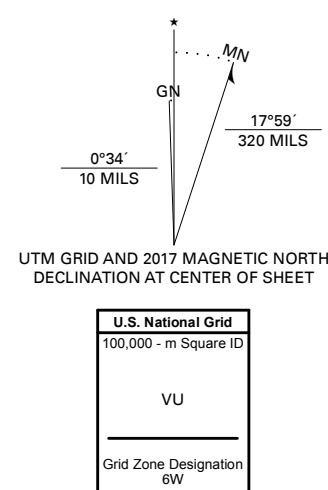 ★
MN
GN
17°59´
320 MILS
0°34´
10 MILS
UTM GRID AND 2017 MAGNETIC NORTH
DECLINATION AT CENTER OF SHEET
U.S. National Grid
100,000 - m Square ID
VU
Grid Zone Designation
6W